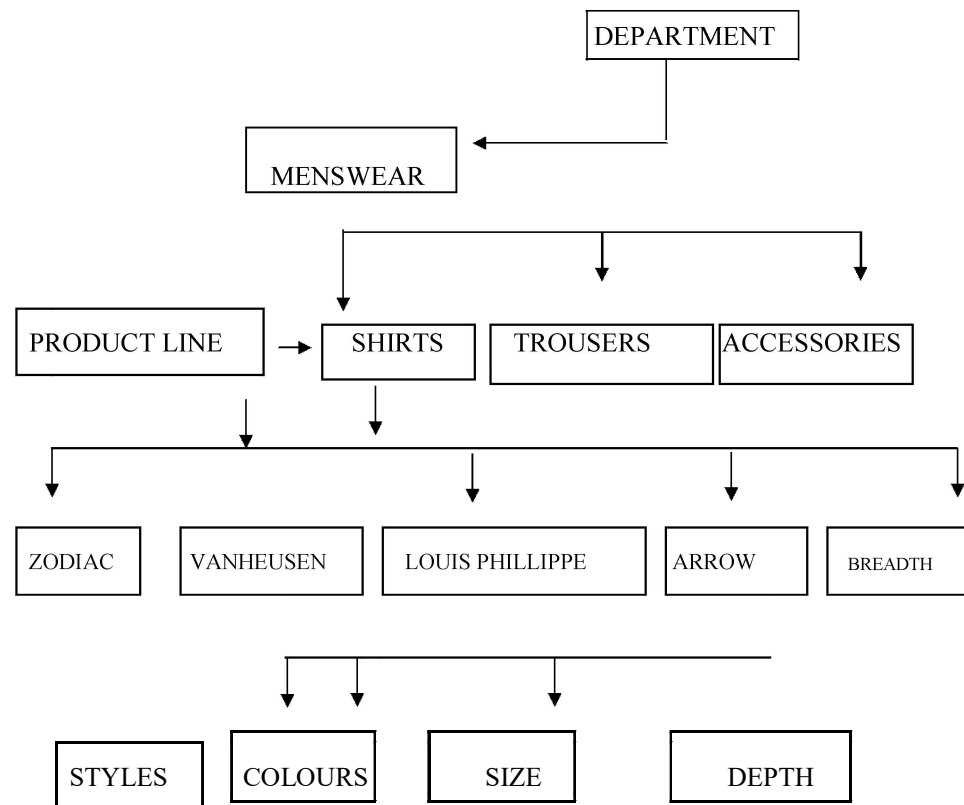 DEPARTMENT
MENSWEAR
PRODUCT LINE
SHIRTS
TROUSERS
ACCESSORIES
ZODIAC
VANHEUSEN
LOUIS PHILLIPPE
ARROW
BREADTH
STYLES
COLOURS
SIZE
DEPTH